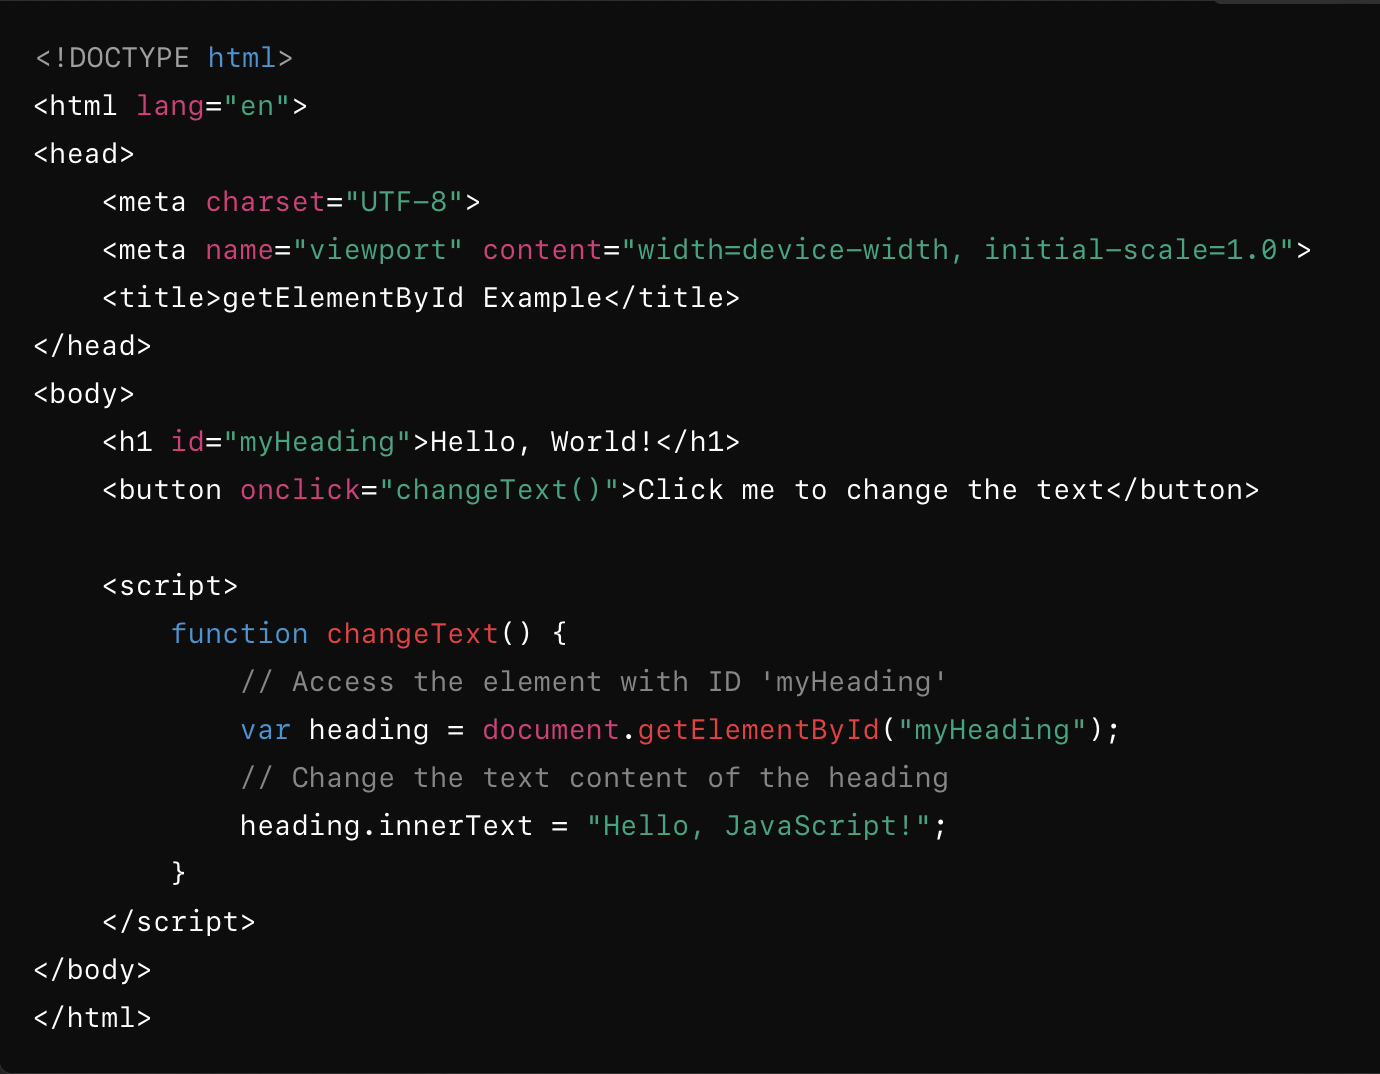 <!DOCTYPE html>
<html lang="en">
<head>
    <meta charset="UTF-8">
    <meta name="viewport" content="width=device-width, initial-scale=1.0">
    <title>getElementById Example</title>
</head>
<body>
    <h1 id="myHeading">Hello, World!</h1>
    <button onclick="changeText()">Click me to change the text</button>

    <script>
        function changeText() {
            // Access the element with ID 'myHeading'
            var heading = document.getElementById("myHeading");
            // Change the text content of the heading
            heading.innerText = "Hello, JavaScript!";
        }
    </script>
</body>
</html>